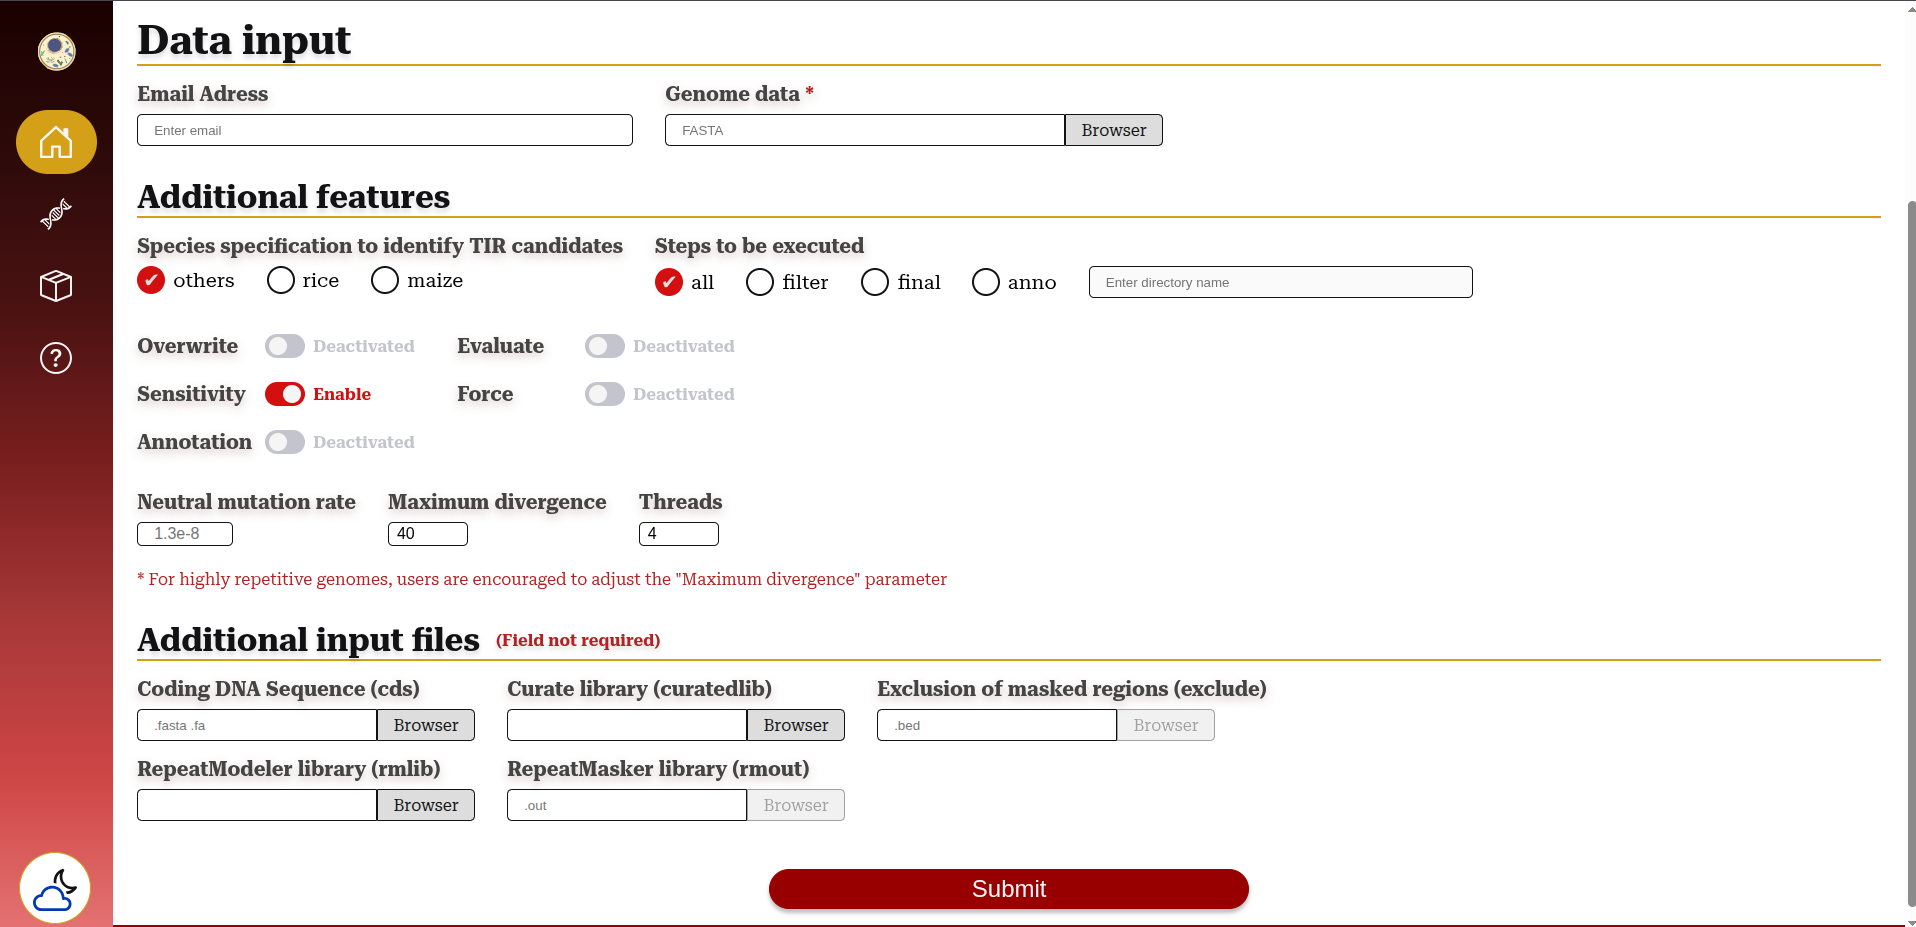 Data input
Email Adress
Genome data *
Enter email
FASTA
Browser
Additional features
Species specification to identify TIR candidates
Steps to be executed
others
rice
maize
all
filter
final
anno
Enter directory name
Overwrite
Deactivated
Evaluate
Deactivated
Sensitivity
Enable
Force
Deactivated
Annotation
Deactivated
Neutral mutation rate
Maximum divergence
Threads
1.3e-8
40
4
* For highly repetitive genomes, users are encouraged to adjust the "Maximum divergence" parameter
Additional input files (Field not required)
Coding DNA Sequence (cds)
Curate library (curatedlib)
Exclusion of masked regions (exclude)
.fasta .fa
Browser
Browser
.bed
Browser
RepeatModeler library (rmlib)
RepeatMasker library (rmout)
Browser
.out
Browser
Submit